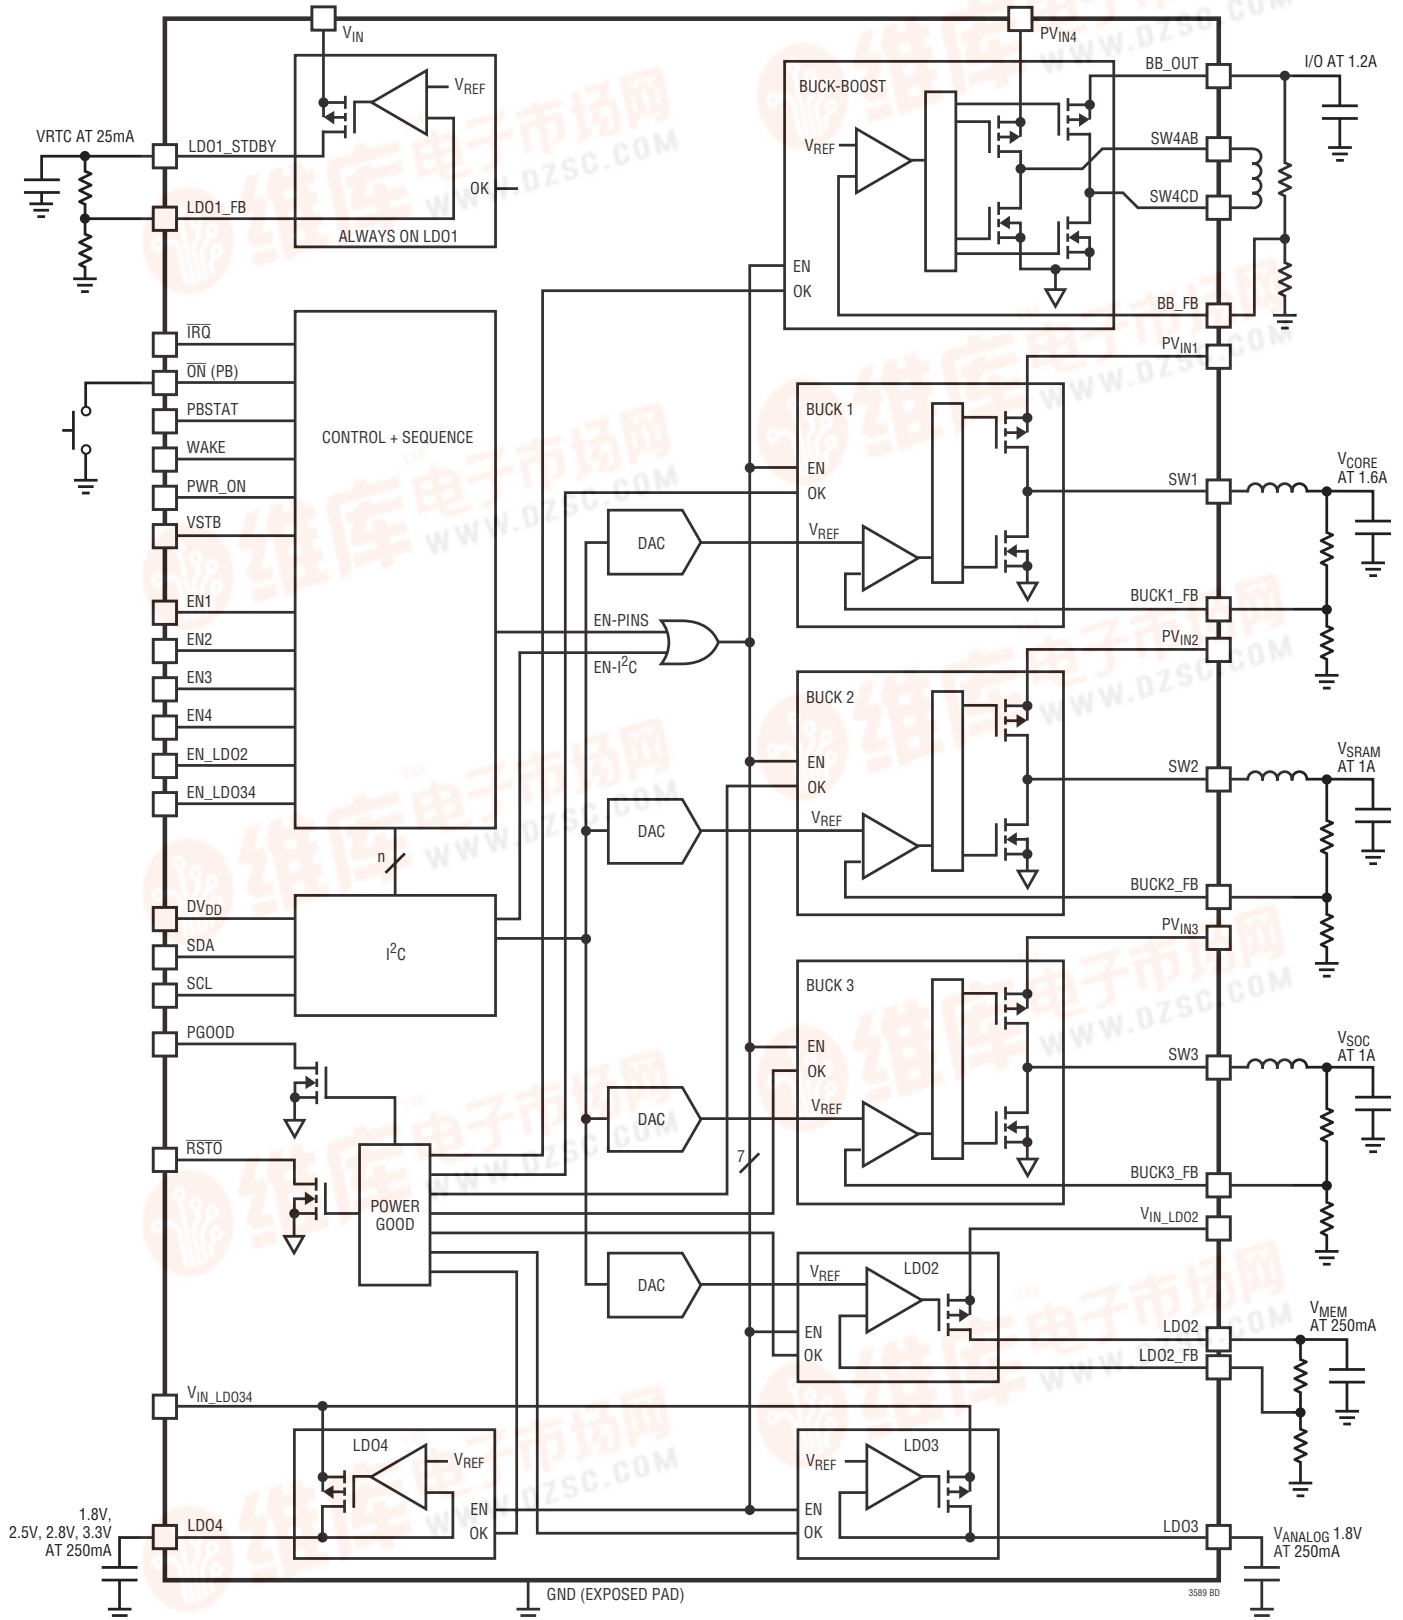 VIN
PVIN4
VREF
VRTC AT 25mA
LDO1_STDBY
OK
LDO1_FB
ALWAYS ON LDO1
BUCK-BOOST
VREF
BB_OUT
I/O AT 1.2A
SW4AB
SW4CD
EN
OK
BB_FB
IRQ
ON (PB)
PBSTAT
WAKE
PWR_ON
VSTB
EN1
EN2
EN3
EN4
EN_LDO2
EN_LDO34
CONTROL + SEQUENCE
n
DVDD
SDA
SCL
I2C
EN-PINS
EN-I2C
DAC
DAC
DAC
DAC
PVIN1
BUCK 1
EN
OK
VREF
SW1
VCORE
AT 1.6A
BUCK1_FB
PVIN2
BUCK 2
EN
OK
VREF
SW2
VSRAM
AT 1A
BUCK2_FB
PVIN3
BUCK 3
EN
OK
VREF
SW3
VSOC
AT 1A
BUCK3_FB
7
PGOOD
RSTO
POWER
GOOD
VIN_LDO2
VREF
LDO2
EN
OK
LDO2
LDO2_FB
VMEM
AT 250mA
VIN_LDO34
LDO4
VREF
EN
OK
LDO4
1.8V,
2.5V, 2.8V, 3.3V
AT 250mA
LDO3
VREF
EN
OK
LDO3
VANALOG 1.8V
AT 250mA
GND (EXPOSED PAD)
3589 BD
维库电子市场网™
WWW.DZSC.COM